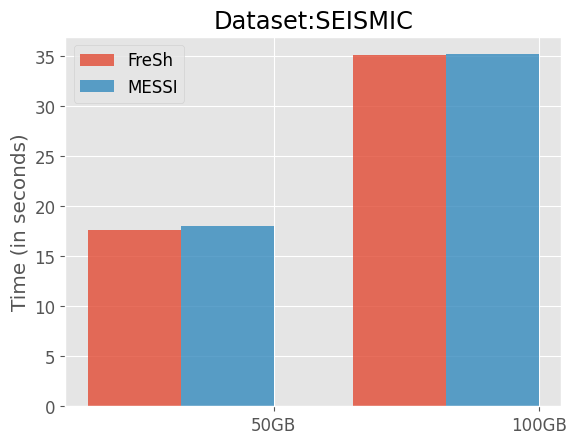 Dataset:SEISMIC
FreSh
MESSI
Time (in seconds)
35
30
25
20
15
10
5
0
50GB
100GB